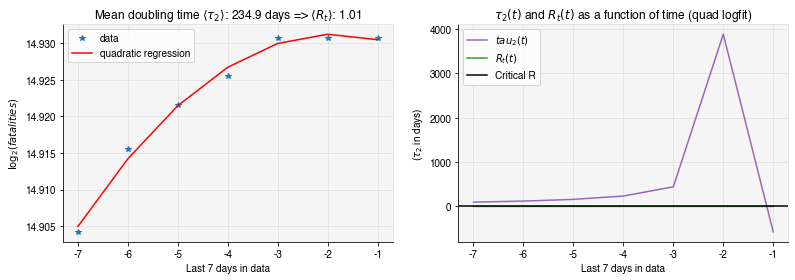 Mean doubling time ⟨τ₂⟩: 234.9 days => ⟨Rₜ⟩: 1.01
14.930
14.925
14.920
14.915
14.910
14.905
log₂(fatalities)
data
quadratic regression
-7 -6 -5 -4 -3 -2 -1
Last 7 days in data
τ₂(t) and Rₜ(t) as a function of time (quad logfit)
4000
3000
2000
1000
0
(τ₂ in days)
tau₂(t)
Rₜ(t)
Critical R
-7 -6 -5 -4 -3 -2 -1
Last 7 days in data